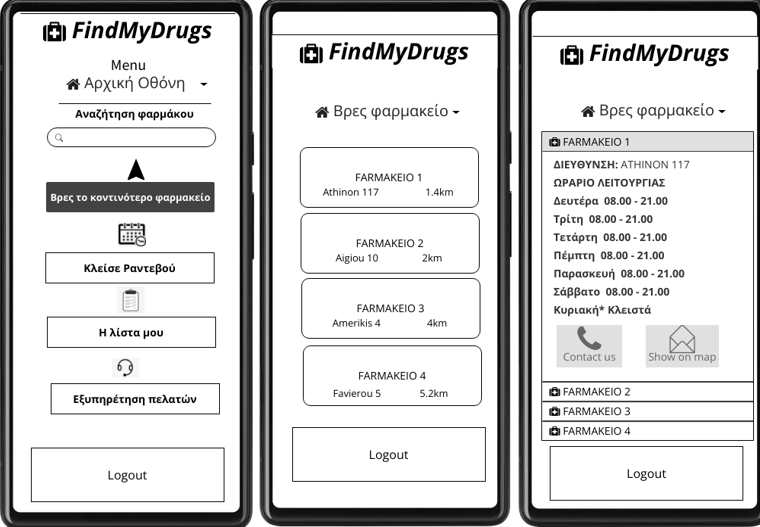 FindMyDrugs
Menu
Αρχική Οθόνη
Αναζήτηση φαρμάκου
Βρες το κοντινότερο φαρμακείο
Κλείσε Ραντεβού
Η λίστα μου
Εξυπηρέτηση πελατών
Logout
FindMyDrugs
Βρες φαρμακείο
FARMAKEIO 1
Athinon 117 1.4km
FARMAKEIO 2
Aigiou 10 2km
FARMAKEIO 3
Amerikis 4 4km
FARMAKEIO 4
Favierou 5 5.2km
Logout
FindMyDrugs
Βρες φαρμακείο
FARMAKEIO 1
ΔΙΕΥΘΥΝΣΗ: ATHINON 117
ΩΡΑΡΙΟ ΛΕΙΤΟΥΡΓΙΑΣ
Δευτέρα 08.00 - 21.00
Τρίτη 08.00 - 21.00
Τετάρτη 08.00 - 21.00
Πέμπτη 08.00 - 21.00
Παρασκευή 08.00 - 21.00
Σάββατο 08.00 - 21.00
Κυριακή* Κλειστά
Contact us Show on map
FARMAKEIO 2
FARMAKEIO 3
FARMAKEIO 4
Logout